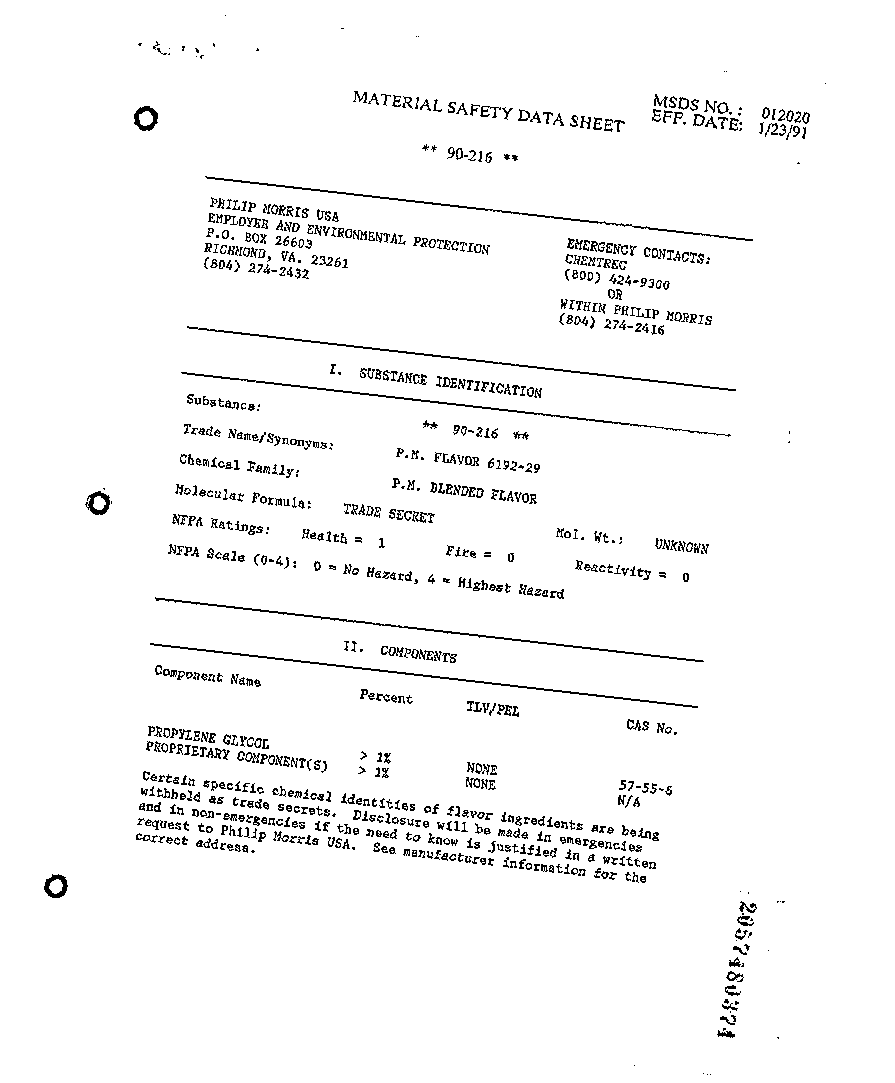 MATERIAL SAFETY DATA SHEET
MSDS NO. : 012020
EFF. DATE: 1/23/91
** 90-216 **
PHILIP MORRIS USA
EMPLOYEE AND ENVIRONMENTAL PROTECTION
P.O. BOX 26603
RICHMOND, VA. 23261
(804) 274-2432
EMERGENCY CONTACTS:
CHEMTREC
(800) 424-9300
OR
WITHIN PHILIP MORRIS
(804) 274-2416
I. SUBSTANCE IDENTIFICATION
Substance: ** 90-216 **
Trade Name/Synonyms: P.M. FLAVOR 6192-29
Chemical Family: P.M. BLENDED FLAVOR
Molecular Formula: TRADE SECRET Mol. Wt.: UNKNOWN
NFPA Ratings: Health = 1 Fire = 0 Reactivity = 0
NFPA Scale (0-4): 0 = No Hazard, 4 = Highest Hazard
II. COMPONENTS
Component Name Percent TLV/PEL CAS No.
PROPYLENE GLYCOL > 1% NONE 57-55-6
PROPRIETARY COMPONENT(S) > 1% NONE N/A
Certain specific chemical identities of flavor ingredients are being
withheld as trade secrets. Disclosure will be made in emergencies
and in non-emergencies if the need to know is justified in a written
request to Philip Morris USA. See manufacturer information for the
correct address.
2057480374